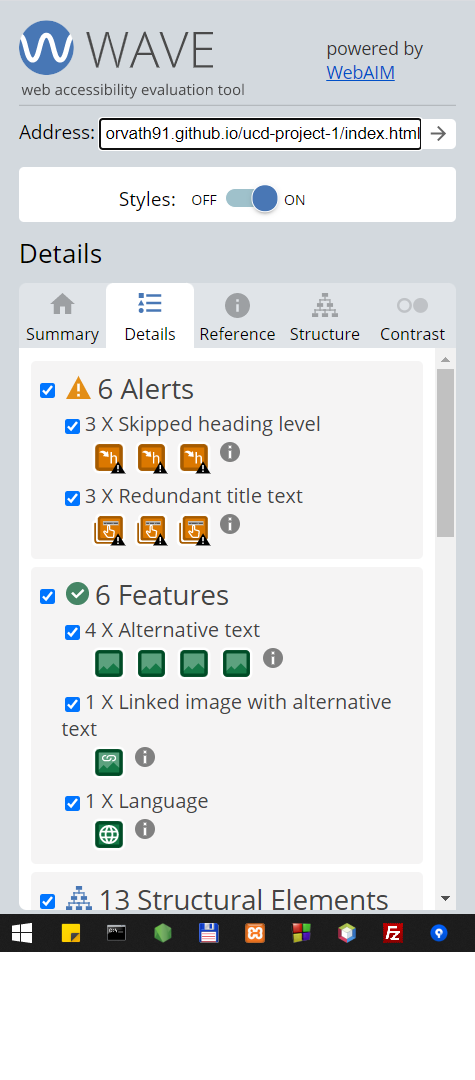 WAVE
web accessibility evaluation tool
powered by
WebAIM
Address: orvath91.github.io/ucd-project-1/index.html
Styles: OFF ON
Details
Summary Details Reference Structure Contrast
6 Alerts
3 X Skipped heading level
3 X Redundant title text
6 Features
4 X Alternative text
1 X Linked image with alternative
text
1 X Language
13 Structural Elements